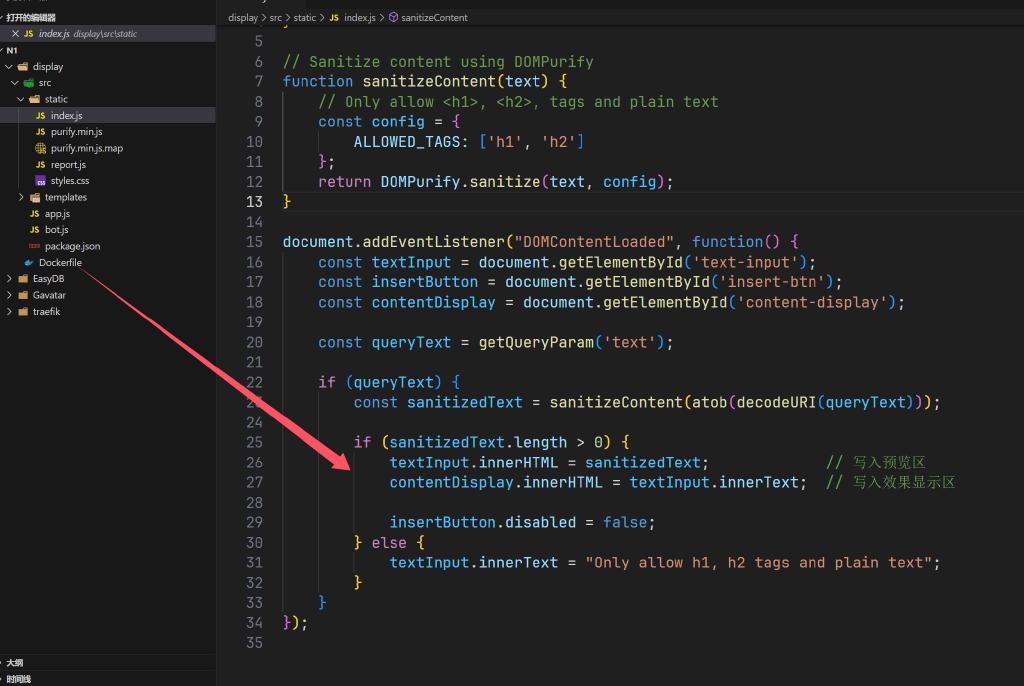 打开的编辑器
index.js display\src\static
N1
display
src
static
index.js
purify.min.js
purify.min.js.map
report.js
styles.css
templates
app.js
bot.js
package.json
Dockerfile
EasyDB
Gavatar
traefik
大纲
时间线
display > src > static > JS index.js > sanitizeContent
5
6 // Sanitize content using DOMPurify
7 function sanitizeContent(text) {
8 // Only allow <h1>, <h2>, tags and plain text
9 const config = {
10 ALLOWED_TAGS: ['h1', 'h2']
11 };
12 return DOMPurify.sanitize(text, config);
13 }
14
15 document.addEventListener("DOMContentLoaded", function() {
16 const textInput = document.getElementById('text-input');
17 const insertButton = document.getElementById('insert-btn');
18 const contentDisplay = document.getElementById('content-display');
19
20 const queryText = getQueryParam('text');
21
22 if (queryText) {
23 const sanitizedText = sanitizeContent(atob(decodeURI(queryText)));
24
25 if (sanitizedText.length > 0) {
26 textInput.innerHTML = sanitizedText; // 写入预览区
27 contentDisplay.innerHTML = textInput.innerText; // 写入效果显示区
28
29 insertButton.disabled = false;
30 } else {
31 textInput.innerText = "Only allow h1, h2 tags and plain text";
32 }
33 }
34 });
35